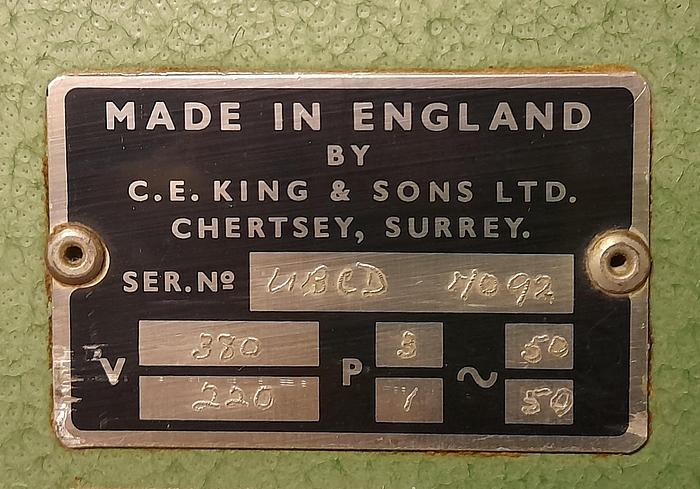 MADE IN ENGLAND
BY
C.E. KING & SONS LTD.
CHERTSEY, SURREY.
SER. Nº UBCD 4092
V 380 P 3 ~ 50
220 1 50